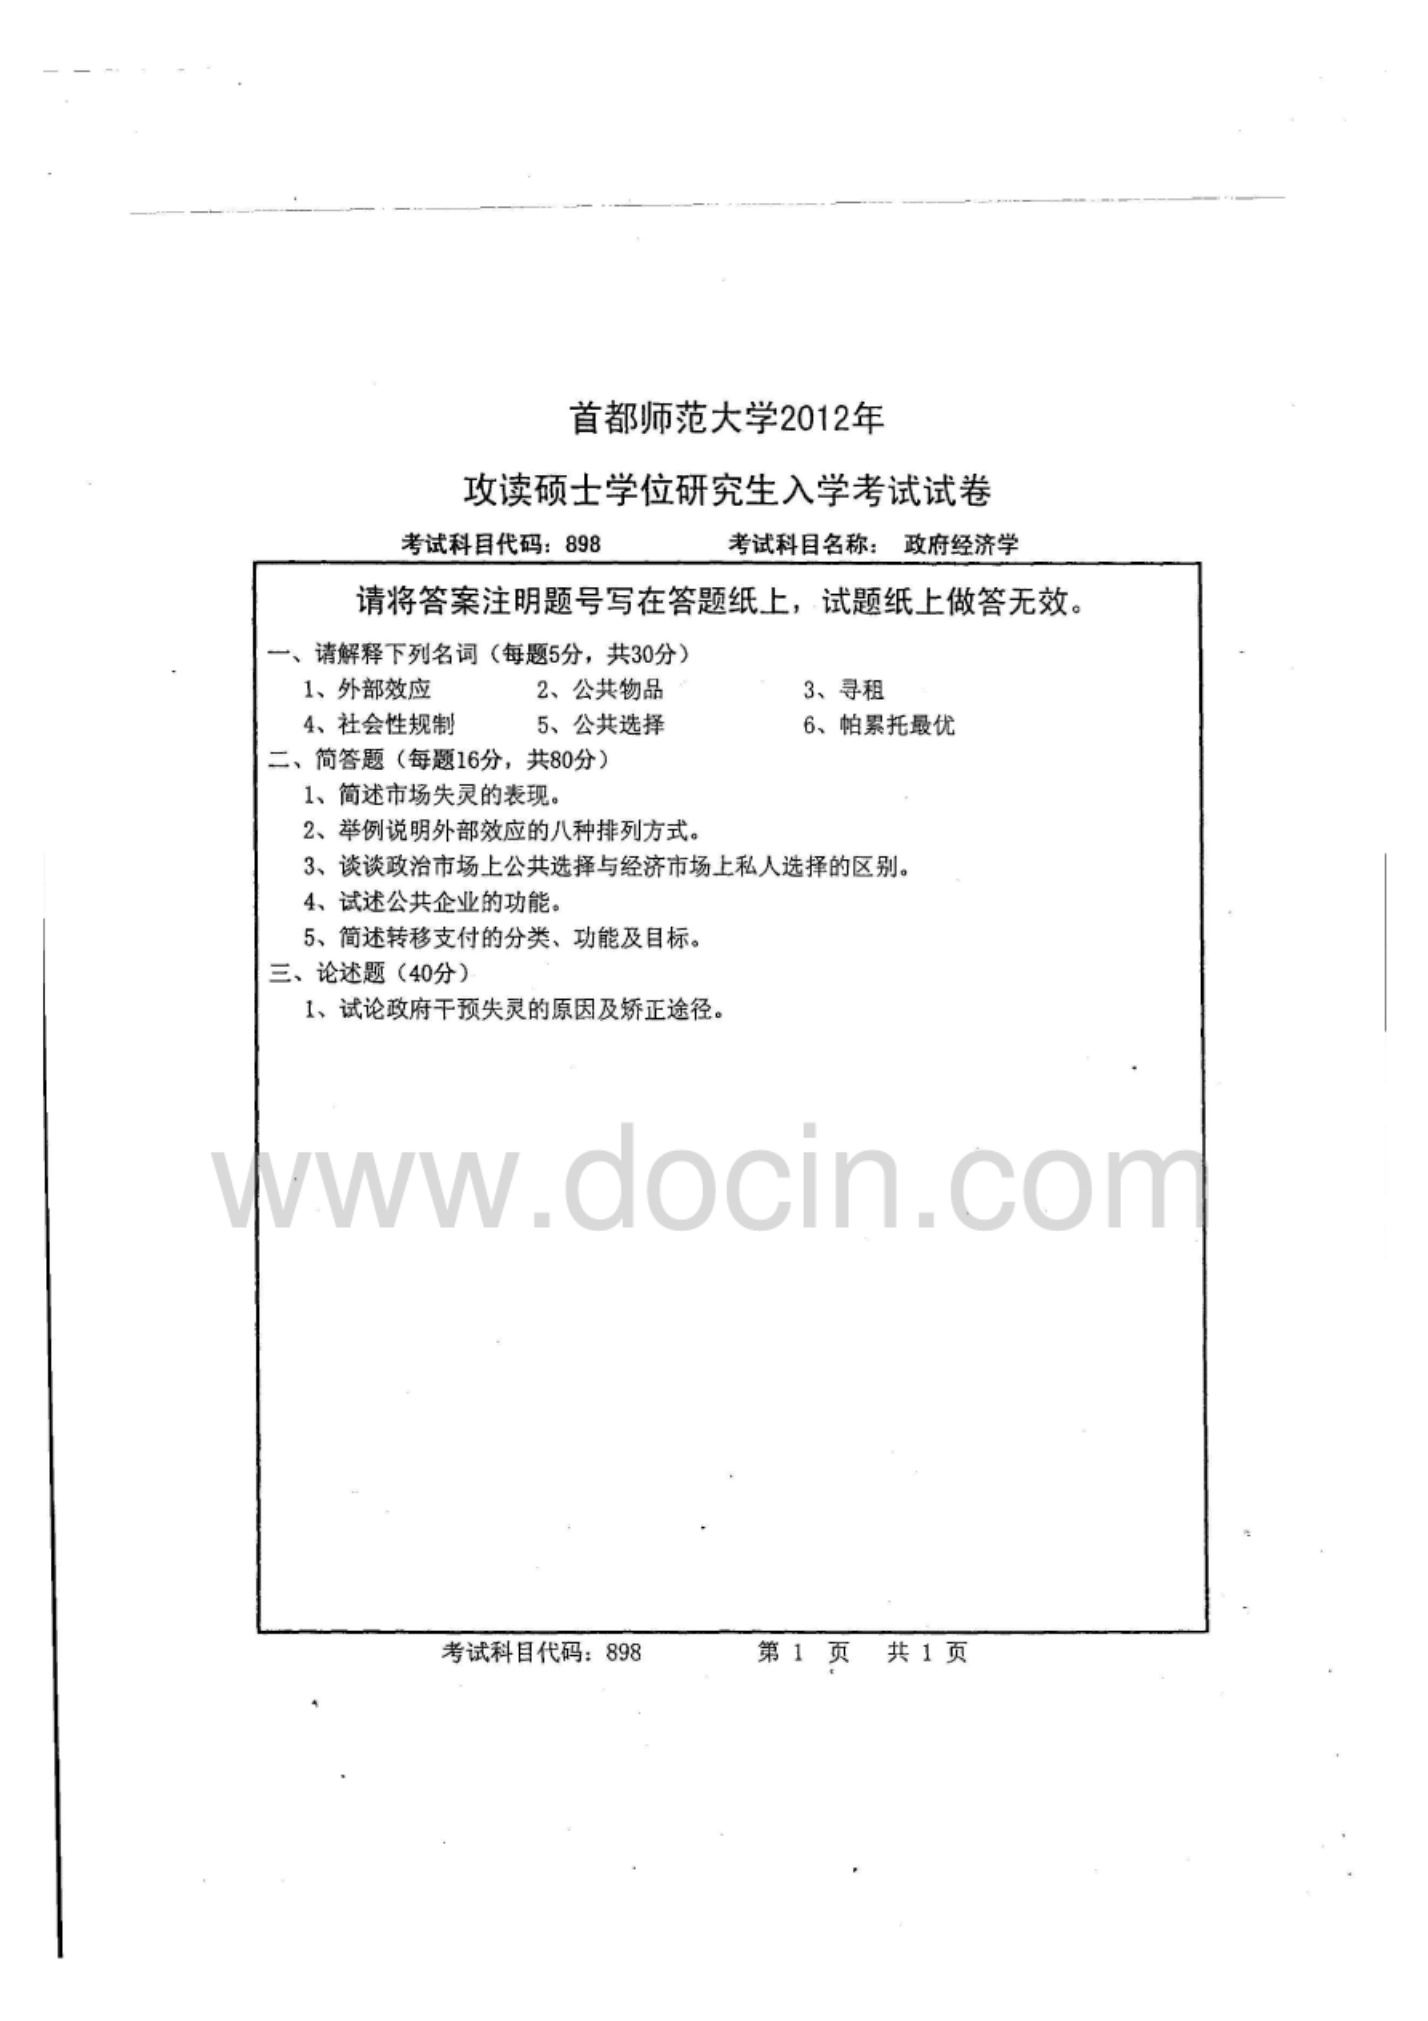 首都师范大学2012年
攻读硕士学位研究生入学考试试卷
考试科目代码：898 考试科目名称： 政府经济学
请将答案注明题号写在答题纸上，试题纸上做答无效。
一、请解释下列名词（每题5分，共30分）
1、外部效应 2、公共物品 3、寻租
4、社会性规制 5、公共选择 6、帕累托最优
二、简答题（每题16分，共80分）
1、简述市场失灵的表现。
2、举例说明外部效应的八种排列方式。
3、谈谈政治市场上公共选择与经济市场上私人选择的区别。
4、试述公共企业的功能。
5、简述转移支付的分类、功能及目标。
三、论述题（40分）
1、试论政府干预失灵的原因及矫正途径。
www.docin.com
考试科目代码：898 第 1 页 共 1 页